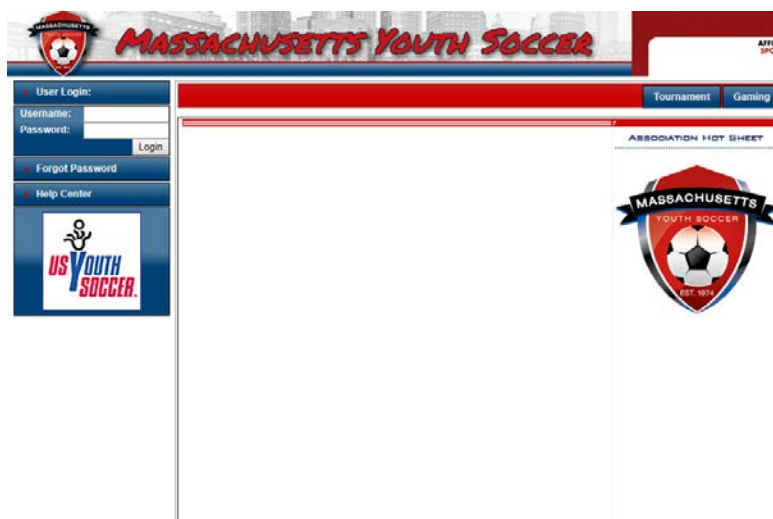 MASSACHUSETTS
MASSACHUSETTS YOUTH SOCCER
User Login:
Tournament
Gaming
Username:
Password:
Login
Forgot Password
Help Center
US YOUTH
SOCCER.
ASSOCIATION HOT SHEET
MASSACHUSETTS
YOUTH SOCCER
EST. 1974